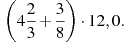 (4 2/3 + 3/8) · 12,0.